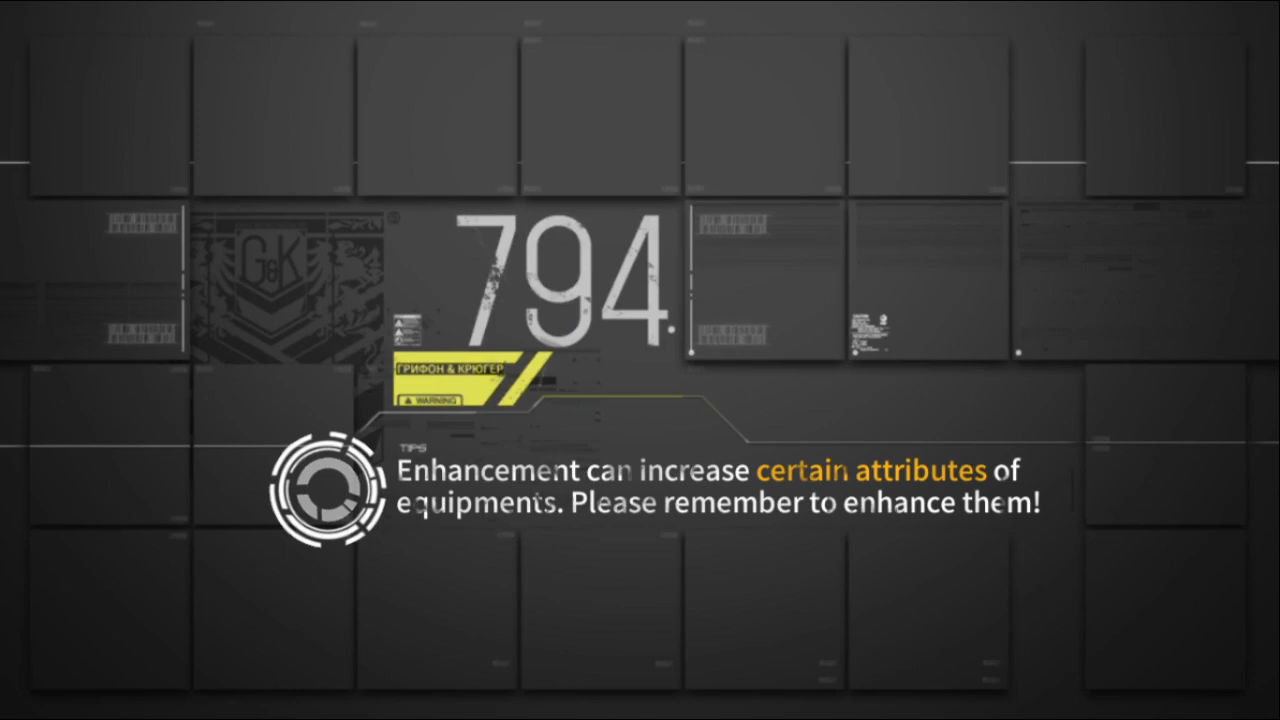 G&K
794.
ГРИФОН & КРЮГЕР
WARNING
TIPS
Enhancement can increase certain attributes of
equipments. Please remember to enhance them!